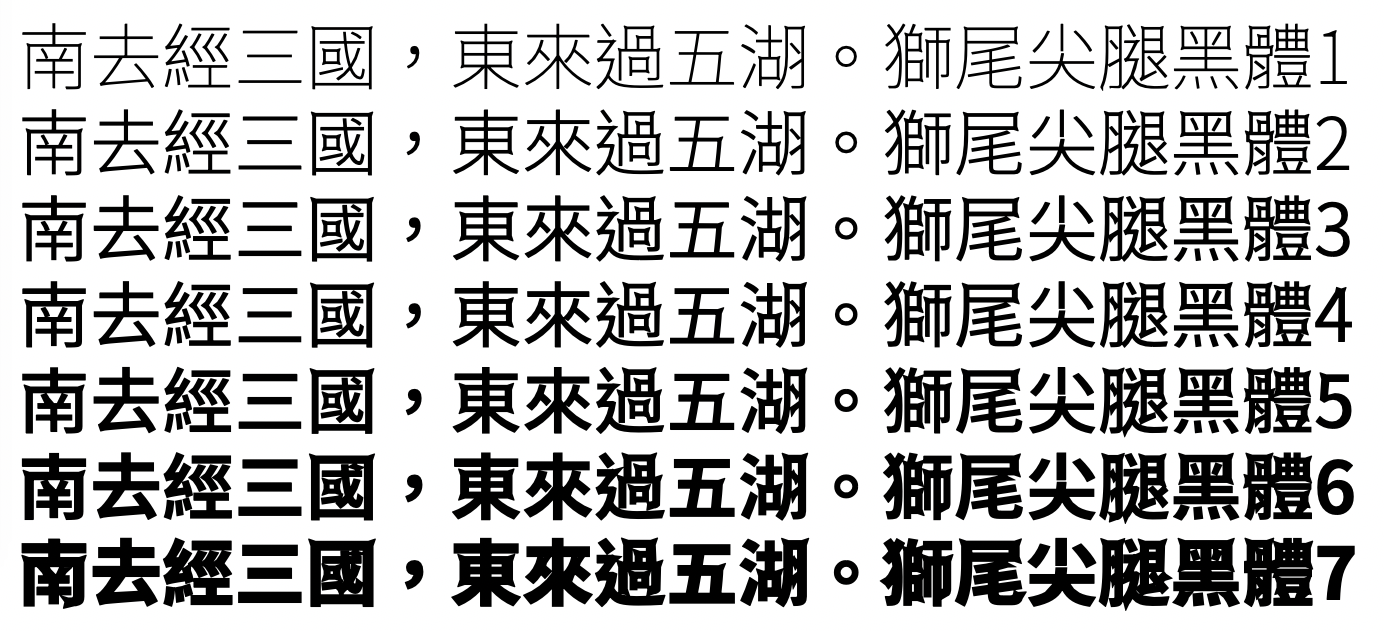 南去經三國，東來過五湖。獅尾尖腿黑體1
南去經三國，東來過五湖。獅尾尖腿黑體2
南去經三國，東來過五湖。獅尾尖腿黑體3
南去經三國，東來過五湖。獅尾尖腿黑體4
南去經三國，東來過五湖。獅尾尖腿黑體5
南去經三國，東來過五湖。獅尾尖腿黑體6
南去經三國，東來過五湖。獅尾尖腿黑體7